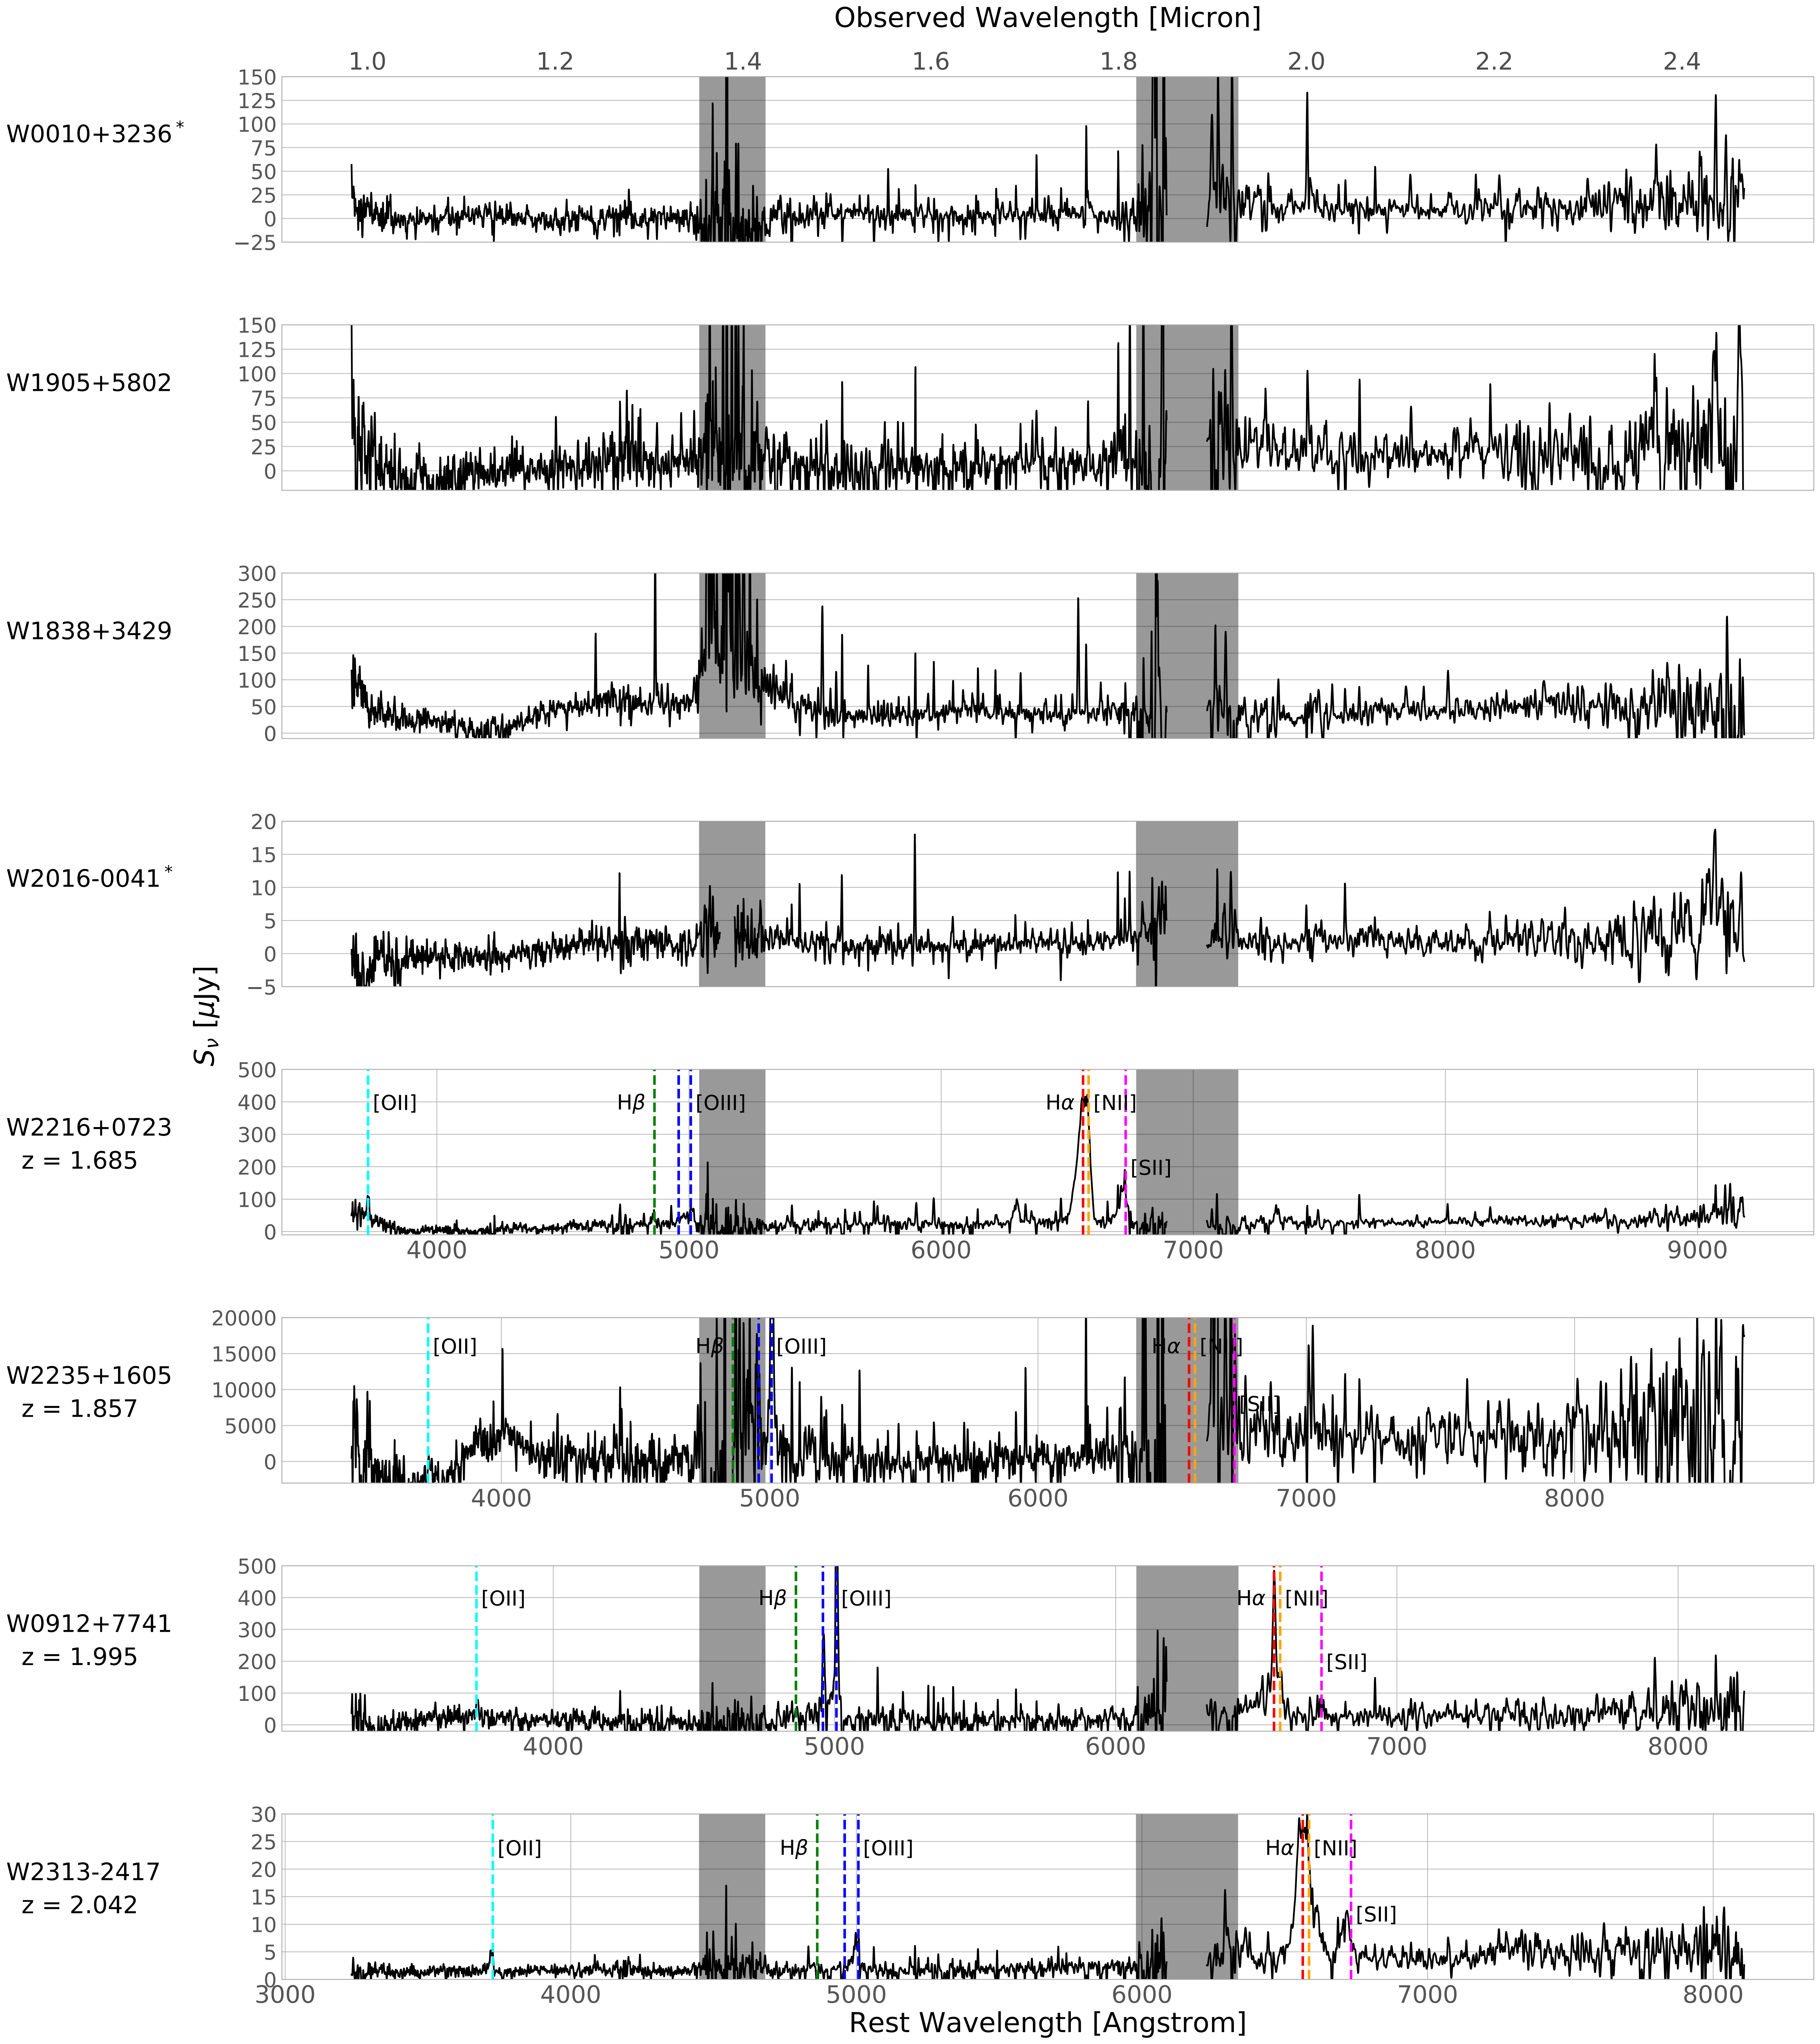 Observed Wavelength [Micron]
1.0 1.2 1.4 1.6 1.8 2.0 2.2 2.4
W0010+3236*
150
125
100
75
50
25
0
−25
W1905+5802
150
125
100
75
50
25
0
W1838+3429
300
250
200
150
100
50
0
W2016-0041*
20
15
10
5
0
−5
Sν [μJy]
W2216+0723
z = 1.685
500
400
300
200
100
0
[OII] Hβ [OIII] Hα [NII]
[SII]
4000 5000 6000 7000 8000 9000
W2235+1605
z = 1.857
20000
15000
10000
5000
0
[OII] Hβ [OIII] Hα [NII]
[SII]
4000 5000 6000 7000 8000
W0912+7741
z = 1.995
500
400
300
200
100
0
[OII] Hβ [OIII] Hα [NII]
[SII]
4000 5000 6000 7000 8000
W2313-2417
z = 2.042
30
25
20
15
10
5
0
[OII] Hβ [OIII] Hα [NII]
[SII]
3000 4000 5000 6000 7000 8000
Rest Wavelength [Angstrom]